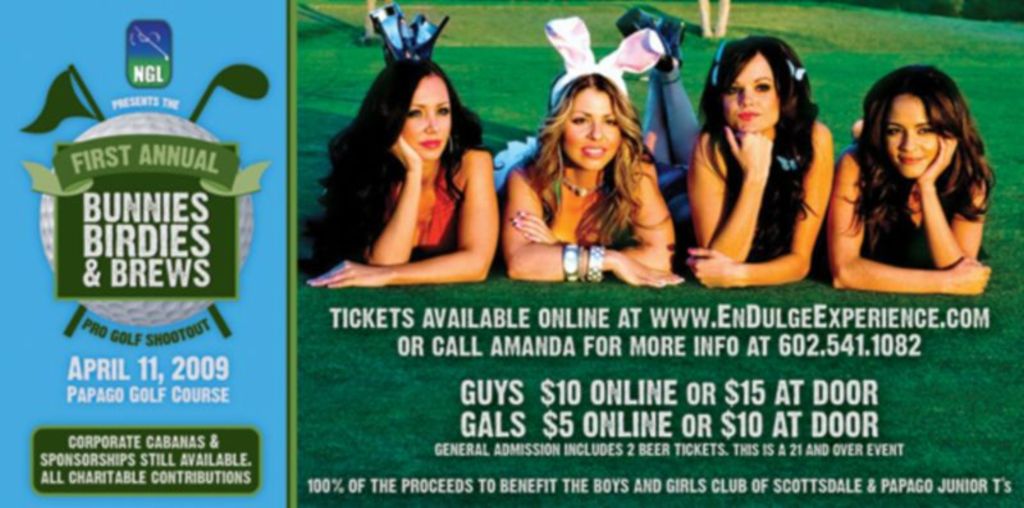 NGL
PRESENTS THE
FIRST ANNUAL
BUNNIES
BIRDIES
& BREWS
PRO GOLF SHOOTOUT
APRIL 11, 2009
PAPAGO GOLF COURSE
CORPORATE CABANAS &
SPONSORSHIPS STILL AVAILABLE.
ALL CHARITABLE CONTRIBUTIONS
TICKETS AVAILABLE ONLINE AT WWW.ENDULGEEXPERIENCE.COM
OR CALL AMANDA FOR MORE INFO AT 602.541.1082
GUYS $10 ONLINE OR $15 AT DOOR
GALS $5 ONLINE OR $10 AT DOOR
GENERAL ADMISSION INCLUDES 2 BEER TICKETS. THIS IS A 21 AND OVER EVENT
100% OF THE PROCEEDS TO BENEFIT THE BOYS AND GIRLS CLUB OF SCOTTSDALE & PAPAGO JUNIOR T's